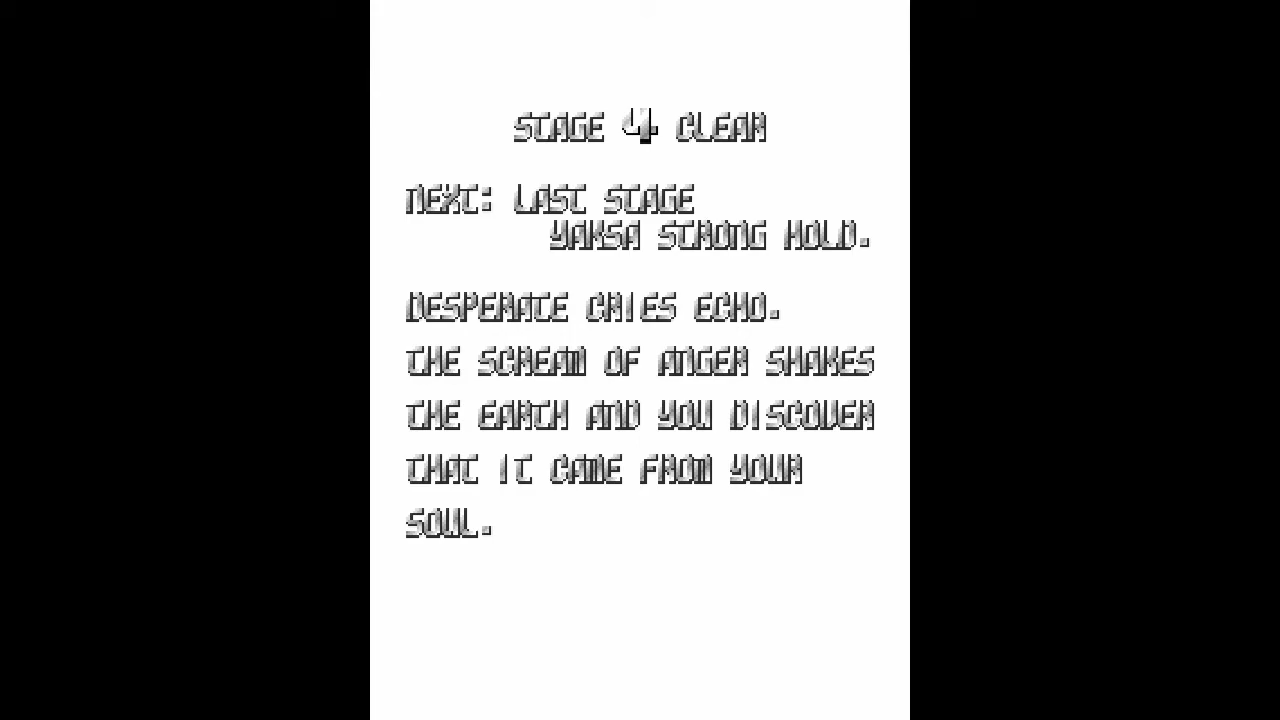 STAGE 4 CLEAR
NEXT: LAST STAGE
YAKSA STRONG HOLD.
DESPERATE CRIES ECHO.
THE SCREAM OF ANGER SHAKES
THE EARTH AND YOU DISCOVER
THAT IT CAME FROM YOUR
SOUL.